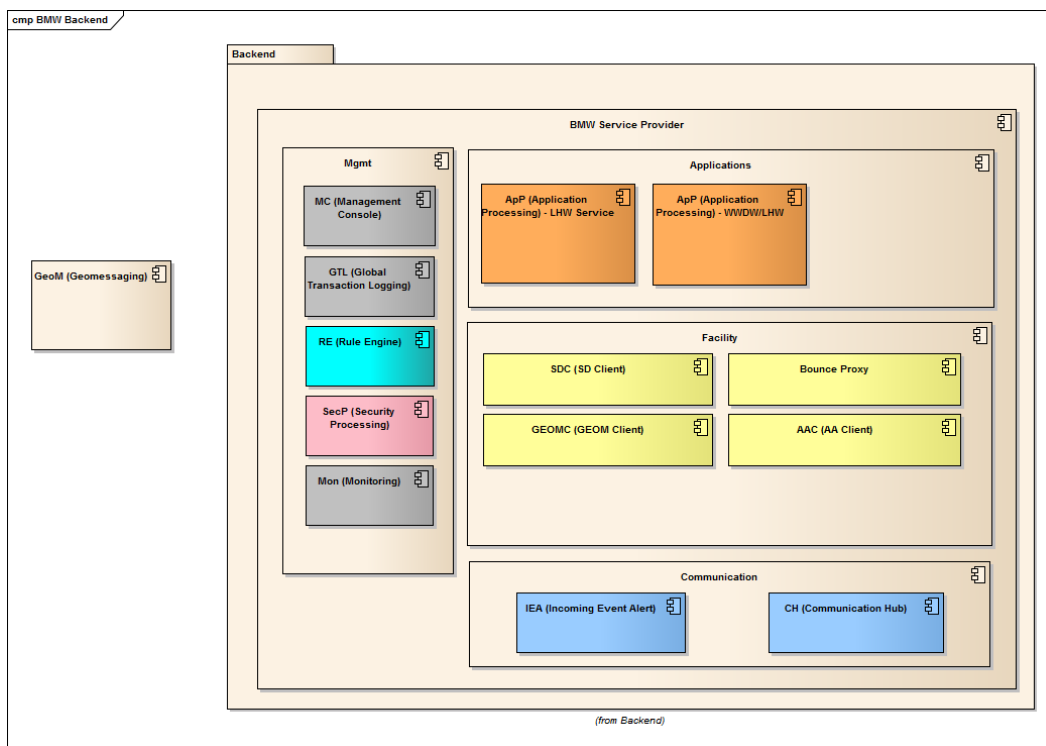 cmp BMW Backend
Backend
BMW Service Provider
Mgmt
MC (Management
Console)
GTL (Global
Transaction Logging)
RE (Rule Engine)
SecP (Security
Processing)
Mon (Monitoring)
Applications
ApP (Application
Processing) - LHW Service
ApP (Application
Processing) - WWDW/LHW
GeoM (Geomessaging)
Facility
SDC (SD Client)
Bounce Proxy
GEOMC (GEOM Client)
AAC (AA Client)
Communication
IEA (Incoming Event Alert)
CH (Communication Hub)
(from Backend)